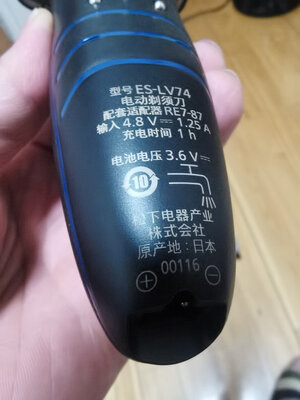 型号 ES-LV74
电动剃须刀
配套适配器 RE7-87
输入 4.8 V ⎓ 1.25 A
充电时间 1 h
电池电压 3.6 V ⎓
10
松下电器产业
株式会社
原产地: 日本
00116